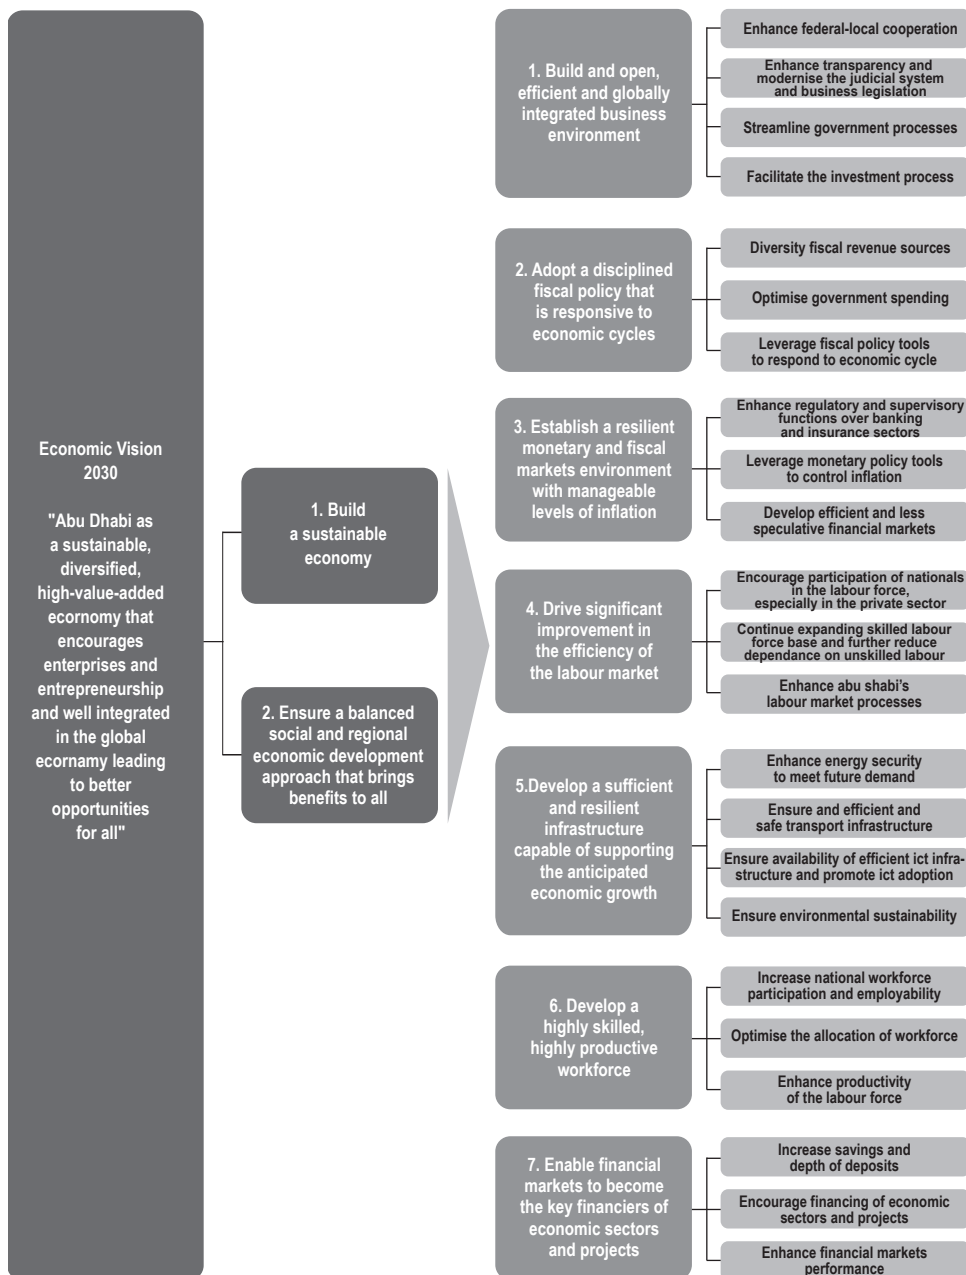 Economic Vision
2030
"Abu Dhabi as
a sustainable,
diversified,
high-value-added
ecornomy that
encourages
enterprises and
entrepreneurship
and well integrated
in the global
ecornamy leading
to better
opportunities
for all"
1. Build
a sustainable
economy
2. Ensure a balanced
social and regional
economic development
approach that brings
benefits to all
1. Build and open,
efficient and globally
integrated business
environment
Enhance federal-local cooperation
Enhance transparency and
modernise the judicial system
and business legislation
Streamline government processes
Facilitate the investment process
2. Adopt a disciplined
fiscal policy that
is responsive to
economic cycles
Diversity fiscal revenue sources
Optimise government spending
Leverage fiscal policy tools
to respond to economic cycle
3. Establish a resilient
monetary and fiscal
markets environment
with manageable
levels of inflation
Enhance regulatory and supervisory
functions over banking
and insurance sectors
Leverage monetary policy tools
to control inflation
Develop efficient and less
speculative financial markets
4. Drive significant
improvement in
the efficiency of
the labour market
Encourage participation of nationals
in the labour force,
especially in the private sector
Continue expanding skilled labour
force base and further reduce
dependance on unskilled labour
Enhance abu shabi's
labour market processes
5.Develop a sufficient
and resilient
infrastructure
capable of supporting
the anticipated
economic growth
Enhance energy security
to meet future demand
Ensure and efficient and
safe transport infrastructure
Ensure availability of efficient ict infra-
structure and promote ict adoption
Ensure environmental sustainability
6. Develop a
highly skilled,
highly productive
workforce
Increase national workforce
participation and employability
Optimise the allocation of workforce
Enhance productivity
of the labour force
7. Enable financial
markets to become
the key financiers of
economic sectors
and projects
Increase savings and
depth of deposits
Encourage financing of economic
sectors and projects
Enhance financial markets
performance